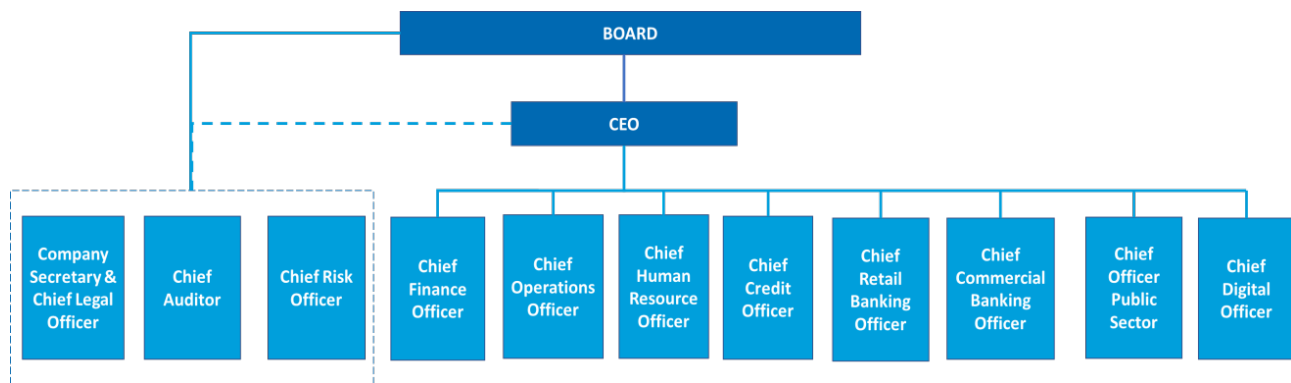 BOARD
CEO
Company
Secretary &
Chief Legal
Officer
Chief
Auditor
Chief Risk
Officer
Chief
Finance
Officer
Chief
Operations
Officer
Chief
Human
Resource
Officer
Chief
Credit
Officer
Chief
Retail
Banking
Officer
Chief
Commercial
Banking
Officer
Chief
Officer
Public
Sector
Chief
Digital
Officer